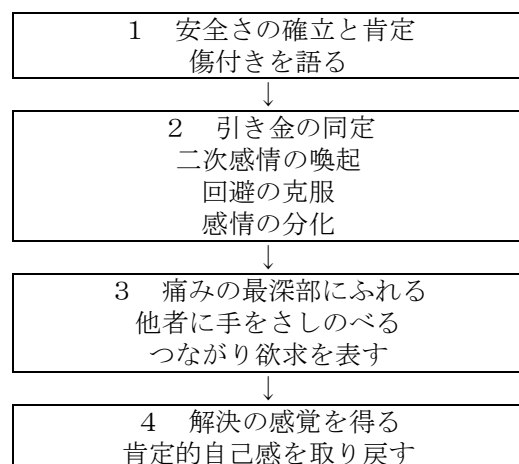 1 安全さの確立と肯定
傷付きを語る
↓
2 引き金の同定
二次感情の喚起
回避の克服
感情の分化
↓
3 痛みの最深部にふれる
他者に手をさしのべる
つながり欲求を表す
↓
4 解決の感覚を得る
肯定的自己感を取り戻す